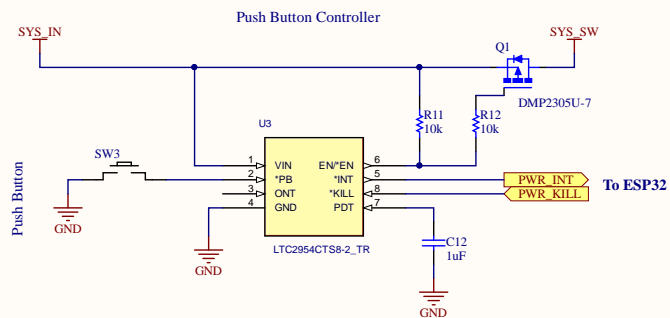 Push Button Controller
SYS_IN
SYS_SW
Q1
DMP2305U-7
R11
10k
R12
10k
U3
SW3
1
VIN
EN/*EN
6
2
*PB
*INT
5
PWR_INT
3
ONT
*KILL
8
PWR_KILL
4
GND
PDT
7
To ESP32
Push Button
C12
1uF
GND
GND
GND
LTC2954CTS8-2_TR